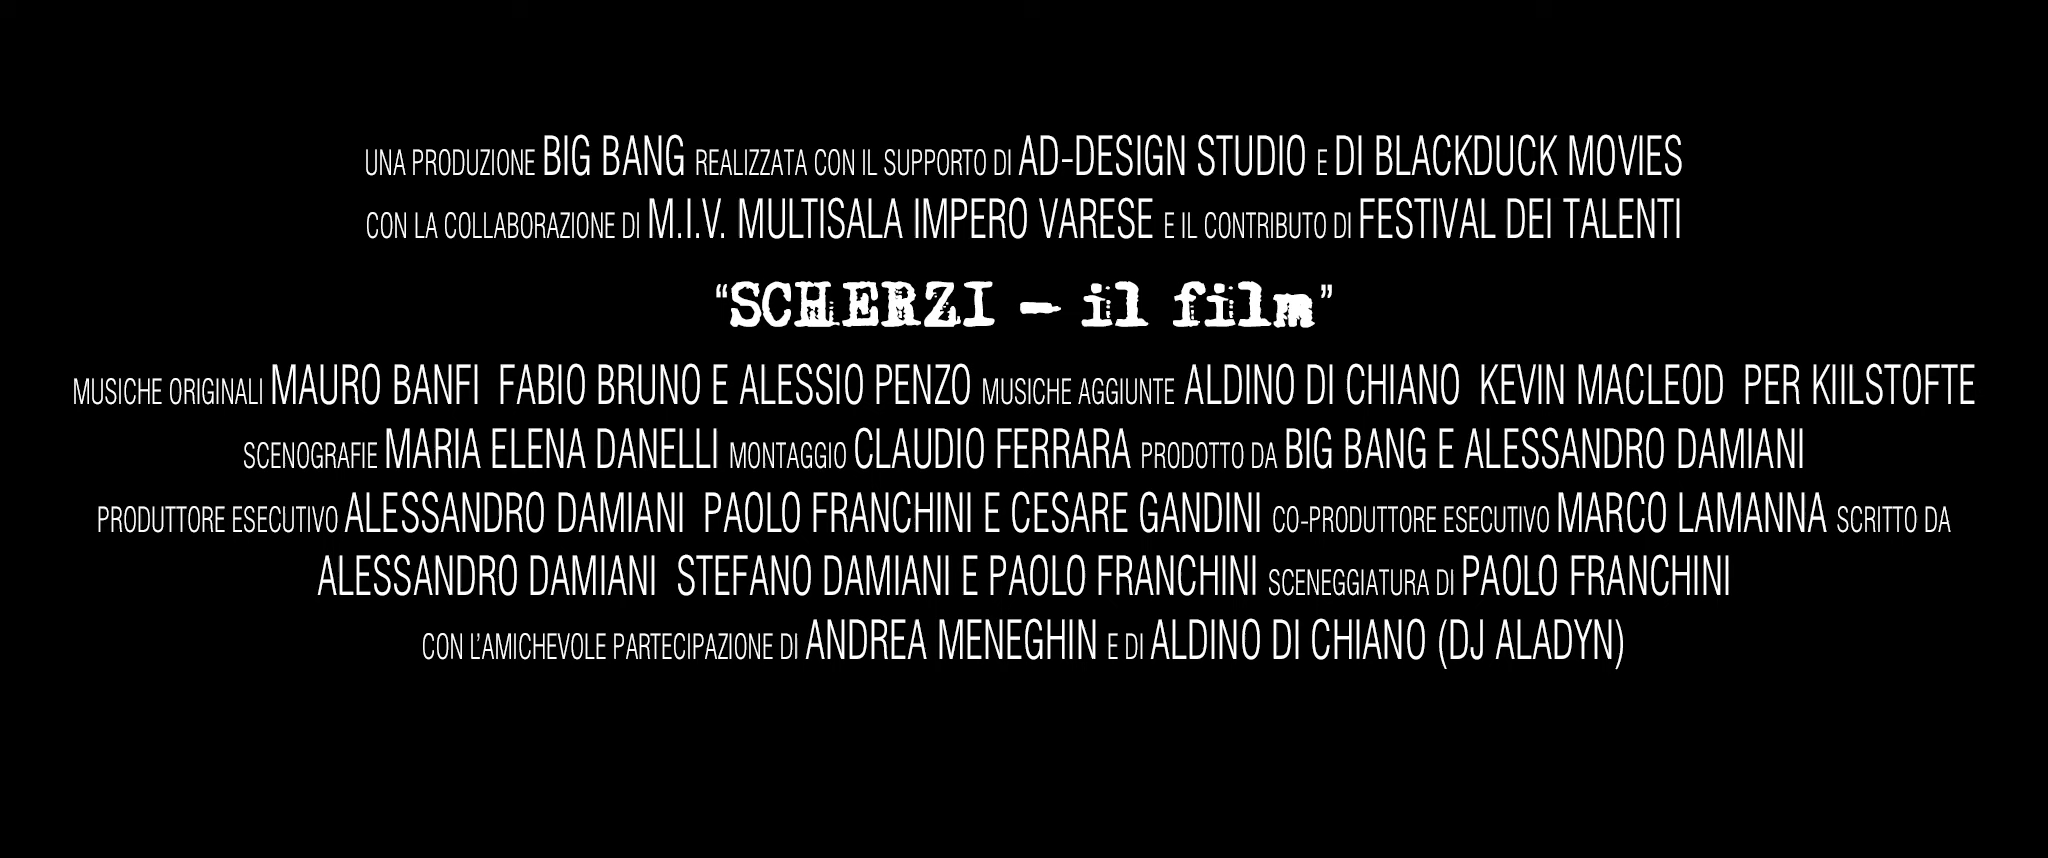 UNA PRODUZIONE BIG BANG REALIZZATA CON IL SUPPORTO DI AD-DESIGN STUDIO E DI BLACKDUCK MOVIES
CON LA COLLABORAZIONE DI M.I.V. MULTISALA IMPERO VARESE E IL CONTRIBUTO DI FESTIVAL DEI TALENTI
“SCHERZI – il film”
MUSICHE ORIGINALI MAURO BANFI FABIO BRUNO E ALESSIO PENZO MUSICHE AGGIUNTE ALDINO DI CHIANO KEVIN MACLEOD PER KIILSTOFTE
SCENOGRAFIE MARIA ELENA DANELLI MONTAGGIO CLAUDIO FERRARA PRODOTTO DA BIG BANG E ALESSANDRO DAMIANI
PRODUTTORE ESECUTIVO ALESSANDRO DAMIANI PAOLO FRANCHINI E CESARE GANDINI CO-PRODUTTORE ESECUTIVO MARCO LAMANNA SCRITTO DA
ALESSANDRO DAMIANI STEFANO DAMIANI E PAOLO FRANCHINI SCENEGGIATURA DI PAOLO FRANCHINI
CON L’AMICHEVOLE PARTECIPAZIONE DI ANDREA MENEGHIN E DI ALDINO DI CHIANO (DJ ALADYN)